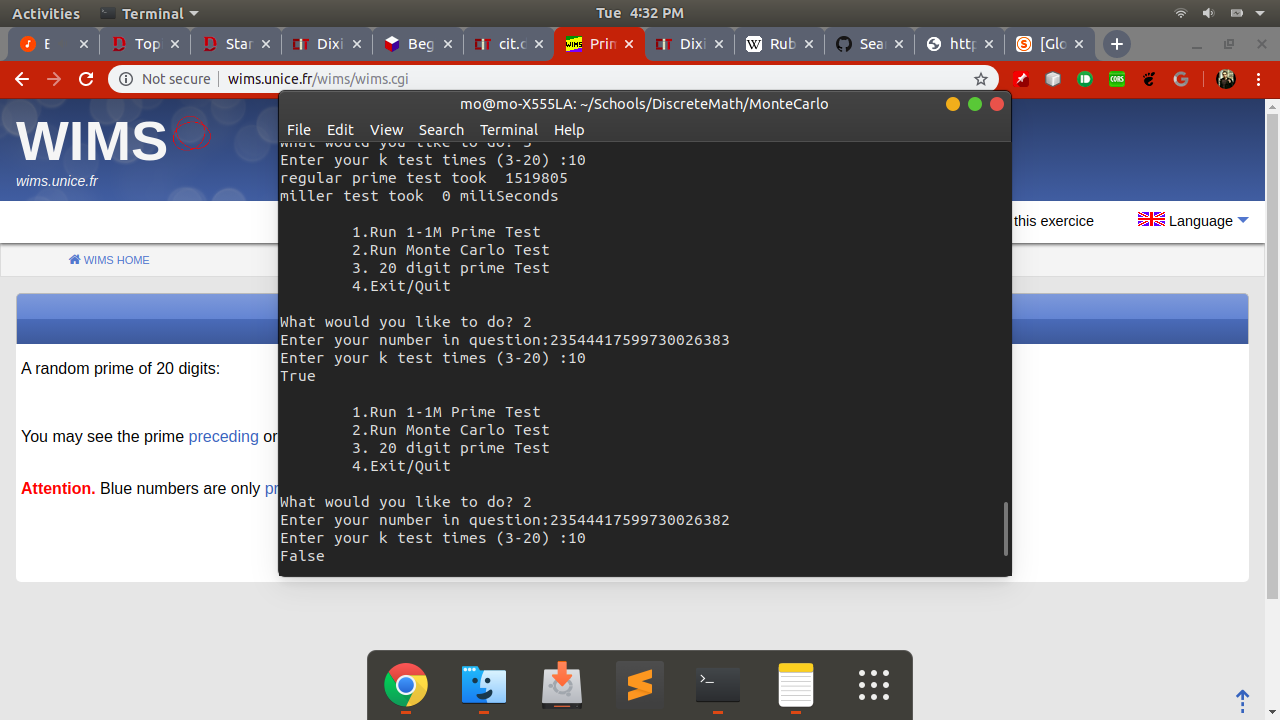 Activities Terminal Tue 4:32 PM
E Top Star Dixi Beg cit.c Prin Dixi Rub Sea http [Glo
Not secure wims.unice.fr/wims/wims.cgi
mo@mo-X555LA: ~/Schools/DiscreteMath/MonteCarlo
File Edit View Search Terminal Help
WIMS
wims.unice.fr
this exercice Language
WIMS HOME
A random prime of 20 digits:
You may see the prime preceding or
Attention. Blue numbers are only pr
What would you like to do? 3
Enter your k test times (3-20) :10
regular prime test took  1519805
miller test took  0 miliSeconds
1.Run 1-1M Prime Test
2.Run Monte Carlo Test
3. 20 digit prime Test
4.Exit/Quit
What would you like to do? 2
Enter your number in question:23544417599730026383
Enter your k test times (3-20) :10
True
1.Run 1-1M Prime Test
2.Run Monte Carlo Test
3. 20 digit prime Test
4.Exit/Quit
What would you like to do? 2
Enter your number in question:23544417599730026382
Enter your k test times (3-20) :10
False